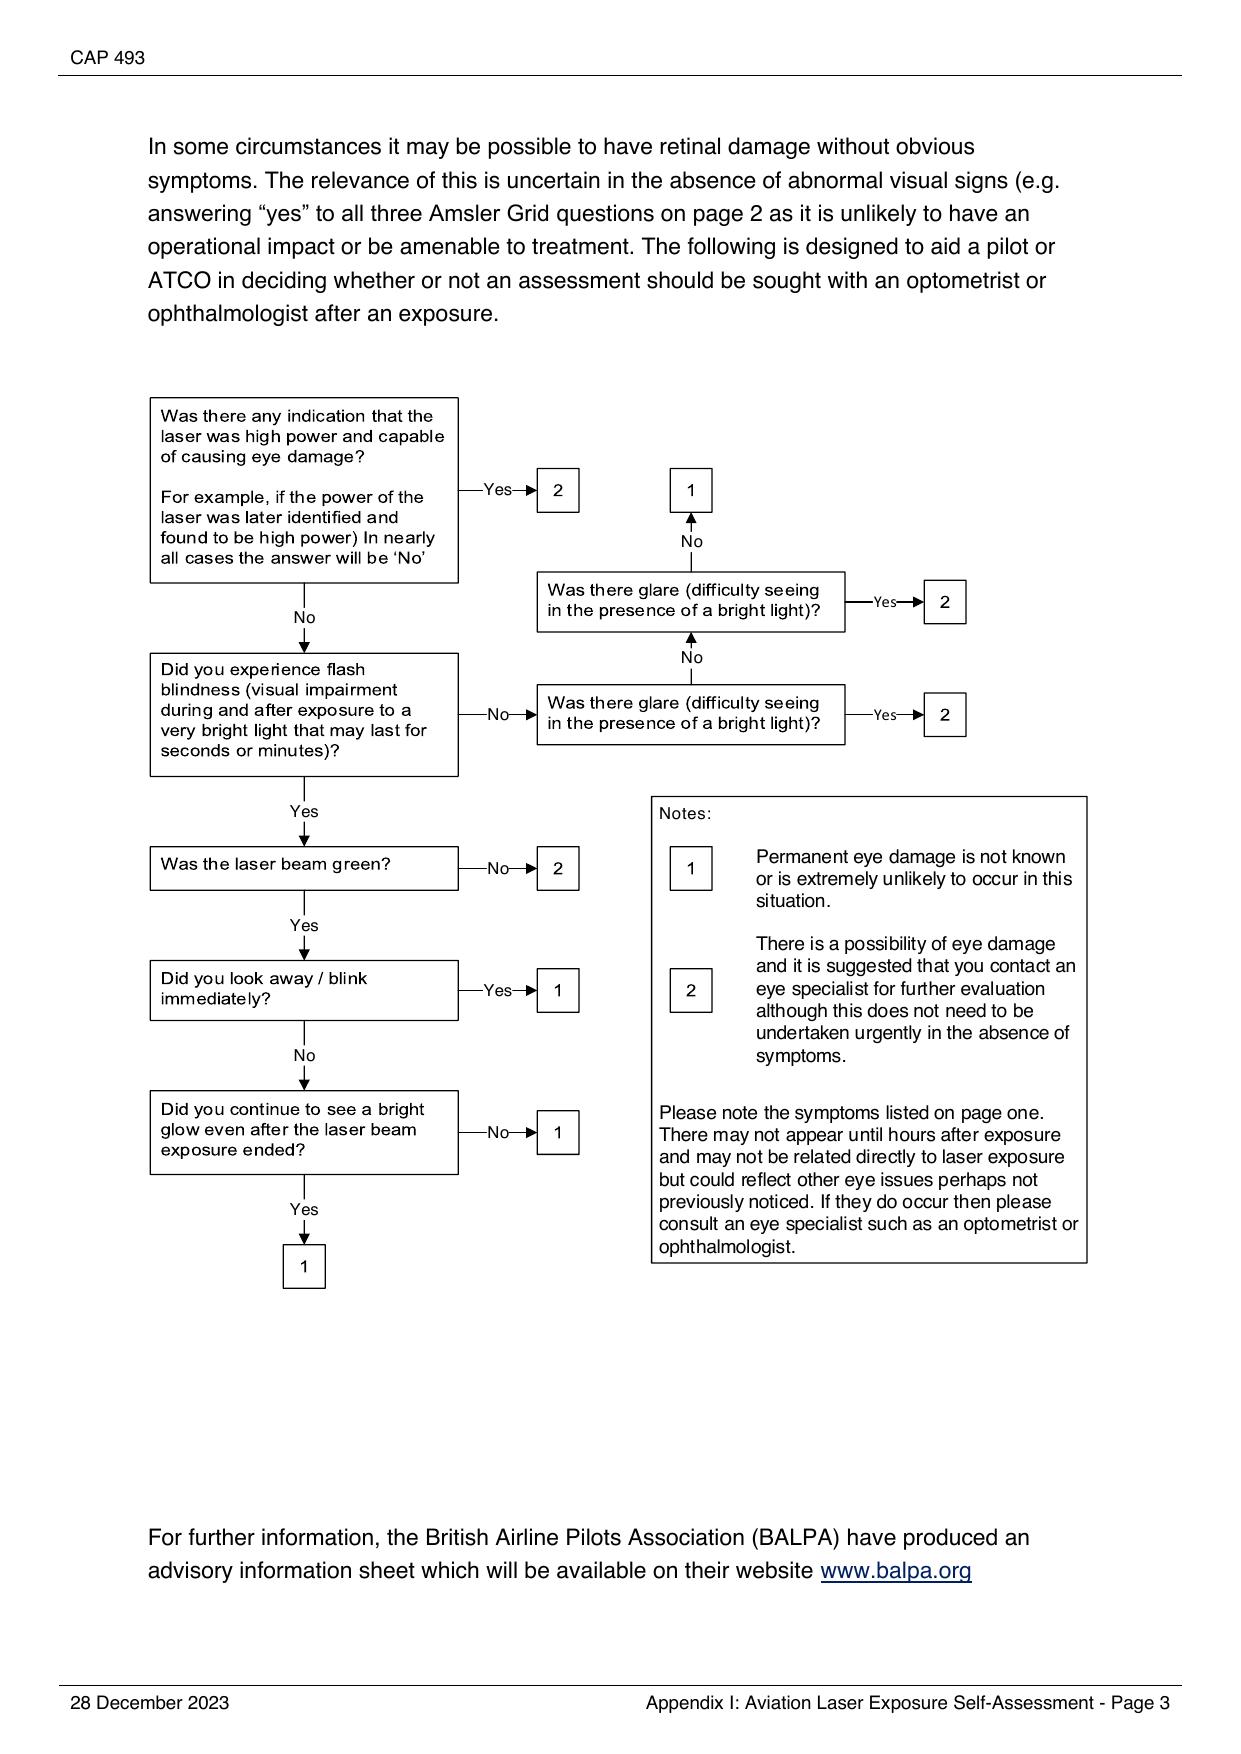 CAP 493
In some circumstances it may be possible to have retinal damage without obvious
symptoms. The relevance of this is uncertain in the absence of abnormal visual signs (e.g.
answering “yes” to all three Amsler Grid questions on page 2 as it is unlikely to have an
operational impact or be amenable to treatment. The following is designed to aid a pilot or
ATCO in deciding whether or not an assessment should be sought with an optometrist or
ophthalmologist after an exposure.
Was there any indication that the
laser was high power and capable
of causing eye damage?
For example, if the power of the
laser was later identified and
found to be high power) In nearly
all cases the answer will be ‘No’
Yes
2
1
No
Was there glare (difficulty seeing
in the presence of a bright light)?
Yes
2
No
No
Did you experience flash
blindness (visual impairment
during and after exposure to a
very bright light that may last for
seconds or minutes)?
No
Was there glare (difficulty seeing
in the presence of a bright light)?
Yes
2
Yes
Was the laser beam green?
No
2
Yes
Did you look away / blink
immediately?
Yes
1
No
Did you continue to see a bright
glow even after the laser beam
exposure ended?
No
1
Yes
1
Notes:
1
Permanent eye damage is not known
or is extremely unlikely to occur in this
situation.
2
There is a possibility of eye damage
and it is suggested that you contact an
eye specialist for further evaluation
although this does not need to be
undertaken urgently in the absence of
symptoms.
Please note the symptoms listed on page one.
There may not appear until hours after exposure
and may not be related directly to laser exposure
but could reflect other eye issues perhaps not
previously noticed. If they do occur then please
consult an eye specialist such as an optometrist or
ophthalmologist.
For further information, the British Airline Pilots Association (BALPA) have produced an
advisory information sheet which will be available on their website www.balpa.org
28 December 2023
Appendix I: Aviation Laser Exposure Self-Assessment - Page 3